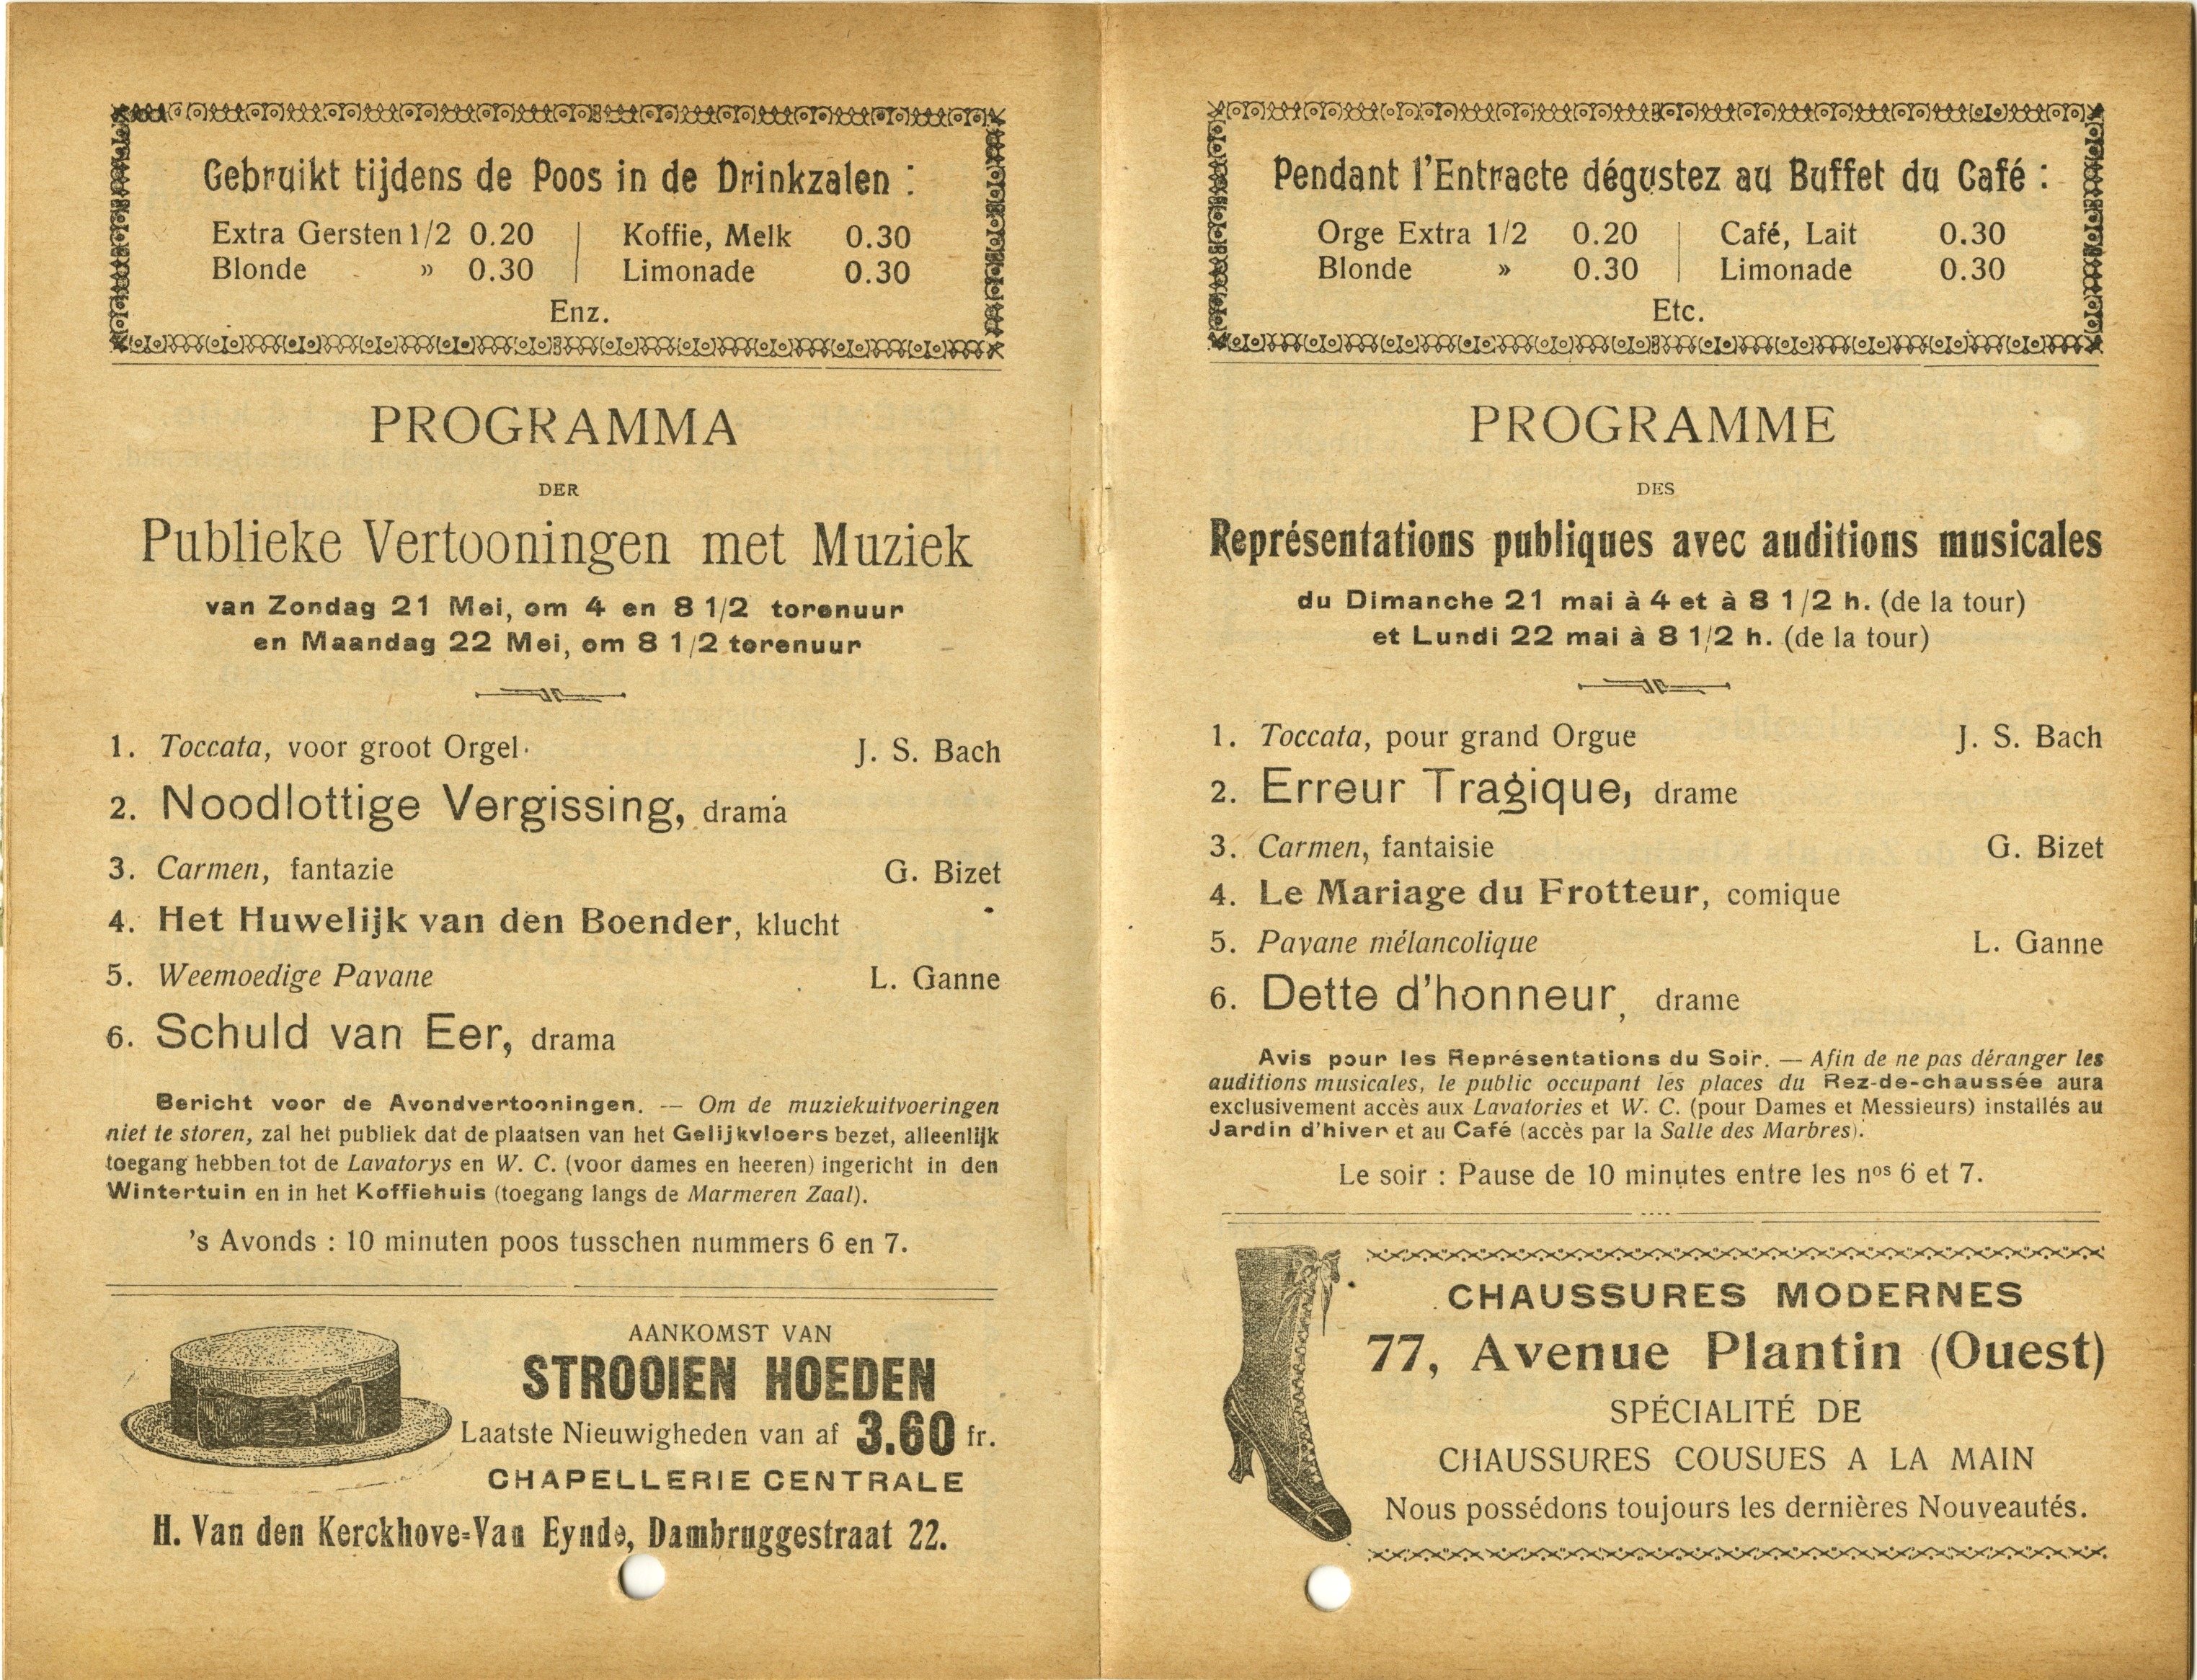 Gebruikt tijdens de Poos in de Drinkzalen :
Extra Gersten 1/2 0.20 | Koffie, Melk 0.30
Blonde » 0.30 | Limonade 0.30
Enz.
PROGRAMMA
DER
Publieke Vertooningen met Muziek
van Zondag 21 Mei, om 4 en 8 1/2 torenuur
en Maandag 22 Mei, om 8 1/2 torenuur
1. Toccata, voor groot Orgel. J. S. Bach
2. Noodlottige Vergissing, drama
3. Carmen, fantazie G. Bizet
4. Het Huwelijk van den Boender, klucht
5. Weemoedige Pavane L. Ganne
6. Schuld van Eer, drama
Bericht voor de Avondvertooningen. — Om de muziekuitvoeringen
niet te storen, zal het publiek dat de plaatsen van het Gelijkvloers bezet, alleenlijk
toegang hebben tot de Lavatorys en W. C. (voor dames en heeren) ingericht in den
Wintertuin en in het Koffiehuis (toegang langs de Marmeren Zaal).
's Avonds : 10 minuten poos tusschen nummers 6 en 7.
AANKOMST VAN
STROOIEN HOEDEN
Laatste Nieuwigheden van af 3.60 fr.
CHAPELLERIE CENTRALE
H. Van den Kerckhove-Van Eynde, Dambruggestraat 22.
Pendant l'Entracte dégustez au Buffet du Café :
Orge Extra 1/2 0.20 | Café, Lait 0.30
Blonde » 0.30 | Limonade 0.30
Etc.
PROGRAMME
DES
Représentations publiques avec auditions musicales
du Dimanche 21 mai à 4 et à 8 1/2 h. (de la tour)
et Lundi 22 mai à 8 1/2 h. (de la tour)
1. Toccata, pour grand Orgue J. S. Bach
2. Erreur Tragique, drame
3. Carmen, fantaisie G. Bizet
4. Le Mariage du Frotteur, comique
5. Pavane mélancolique L. Ganne
6. Dette d'honneur, drame
Avis pour les Représentations du Soir. — Afin de ne pas déranger les
auditions musicales, le public occupant les places du Rez-de-chaussée aura
exclusivement accès aux Lavatories et W. C. (pour Dames et Messieurs) installés au
Jardin d'hiver et au Café (accès par la Salle des Marbres).
Le soir : Pause de 10 minutes entre les nos 6 et 7.
CHAUSSURES MODERNES
77, Avenue Plantin (Ouest)
SPÉCIALITÉ DE
CHAUSSURES COUSUES A LA MAIN
Nous possédons toujours les dernières Nouveautés.